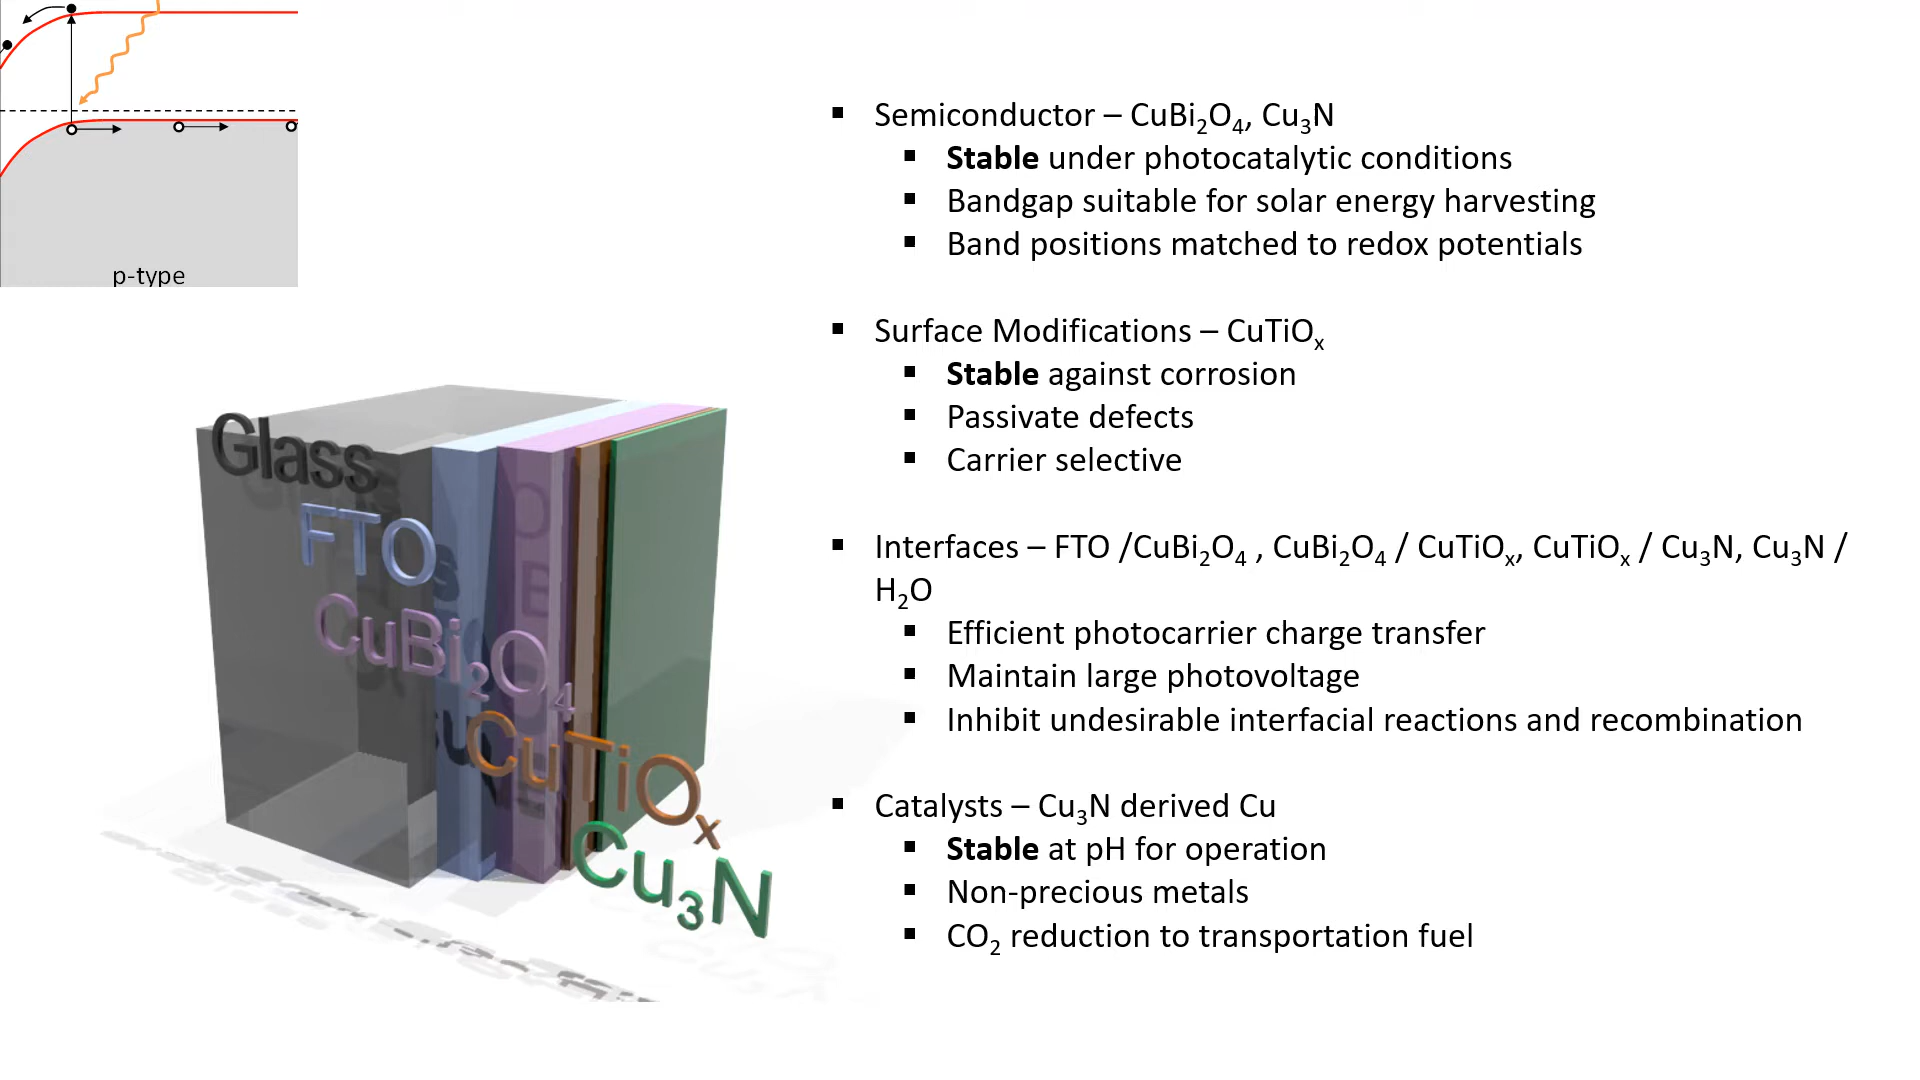 p-type
Glass
FTO
CuBi₂O₄
CuTiOₓ
Cu₃N
▪ Semiconductor – CuBi₂O₄, Cu₃N
▪ Stable under photocatalytic conditions
▪ Bandgap suitable for solar energy harvesting
▪ Band positions matched to redox potentials
▪ Surface Modifications – CuTiOₓ
▪ Stable against corrosion
▪ Passivate defects
▪ Carrier selective
▪ Interfaces – FTO /CuBi₂O₄ , CuBi₂O₄ / CuTiOₓ, CuTiOₓ / Cu₃N, Cu₃N /
H₂O
▪ Efficient photocarrier charge transfer
▪ Maintain large photovoltage
▪ Inhibit undesirable interfacial reactions and recombination
▪ Catalysts – Cu₃N derived Cu
▪ Stable at pH for operation
▪ Non-precious metals
▪ CO₂ reduction to transportation fuel